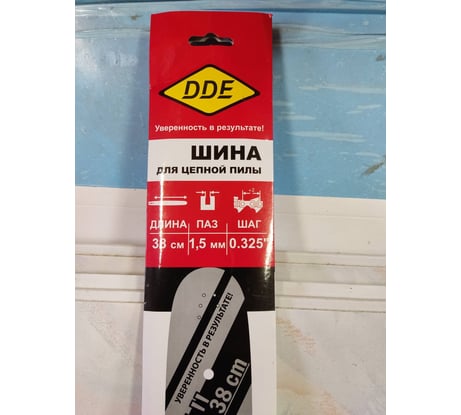 DDE
Уверенность в результате!
ШИНА
ДЛЯ ЦЕПНОЙ ПИЛЫ
ДЛИНА ПАЗ ШАГ
38 см 1,5 мм 0.325"
УВЕРЕННОСТЬ В РЕЗУЛЬТАТЕ!
38 cm